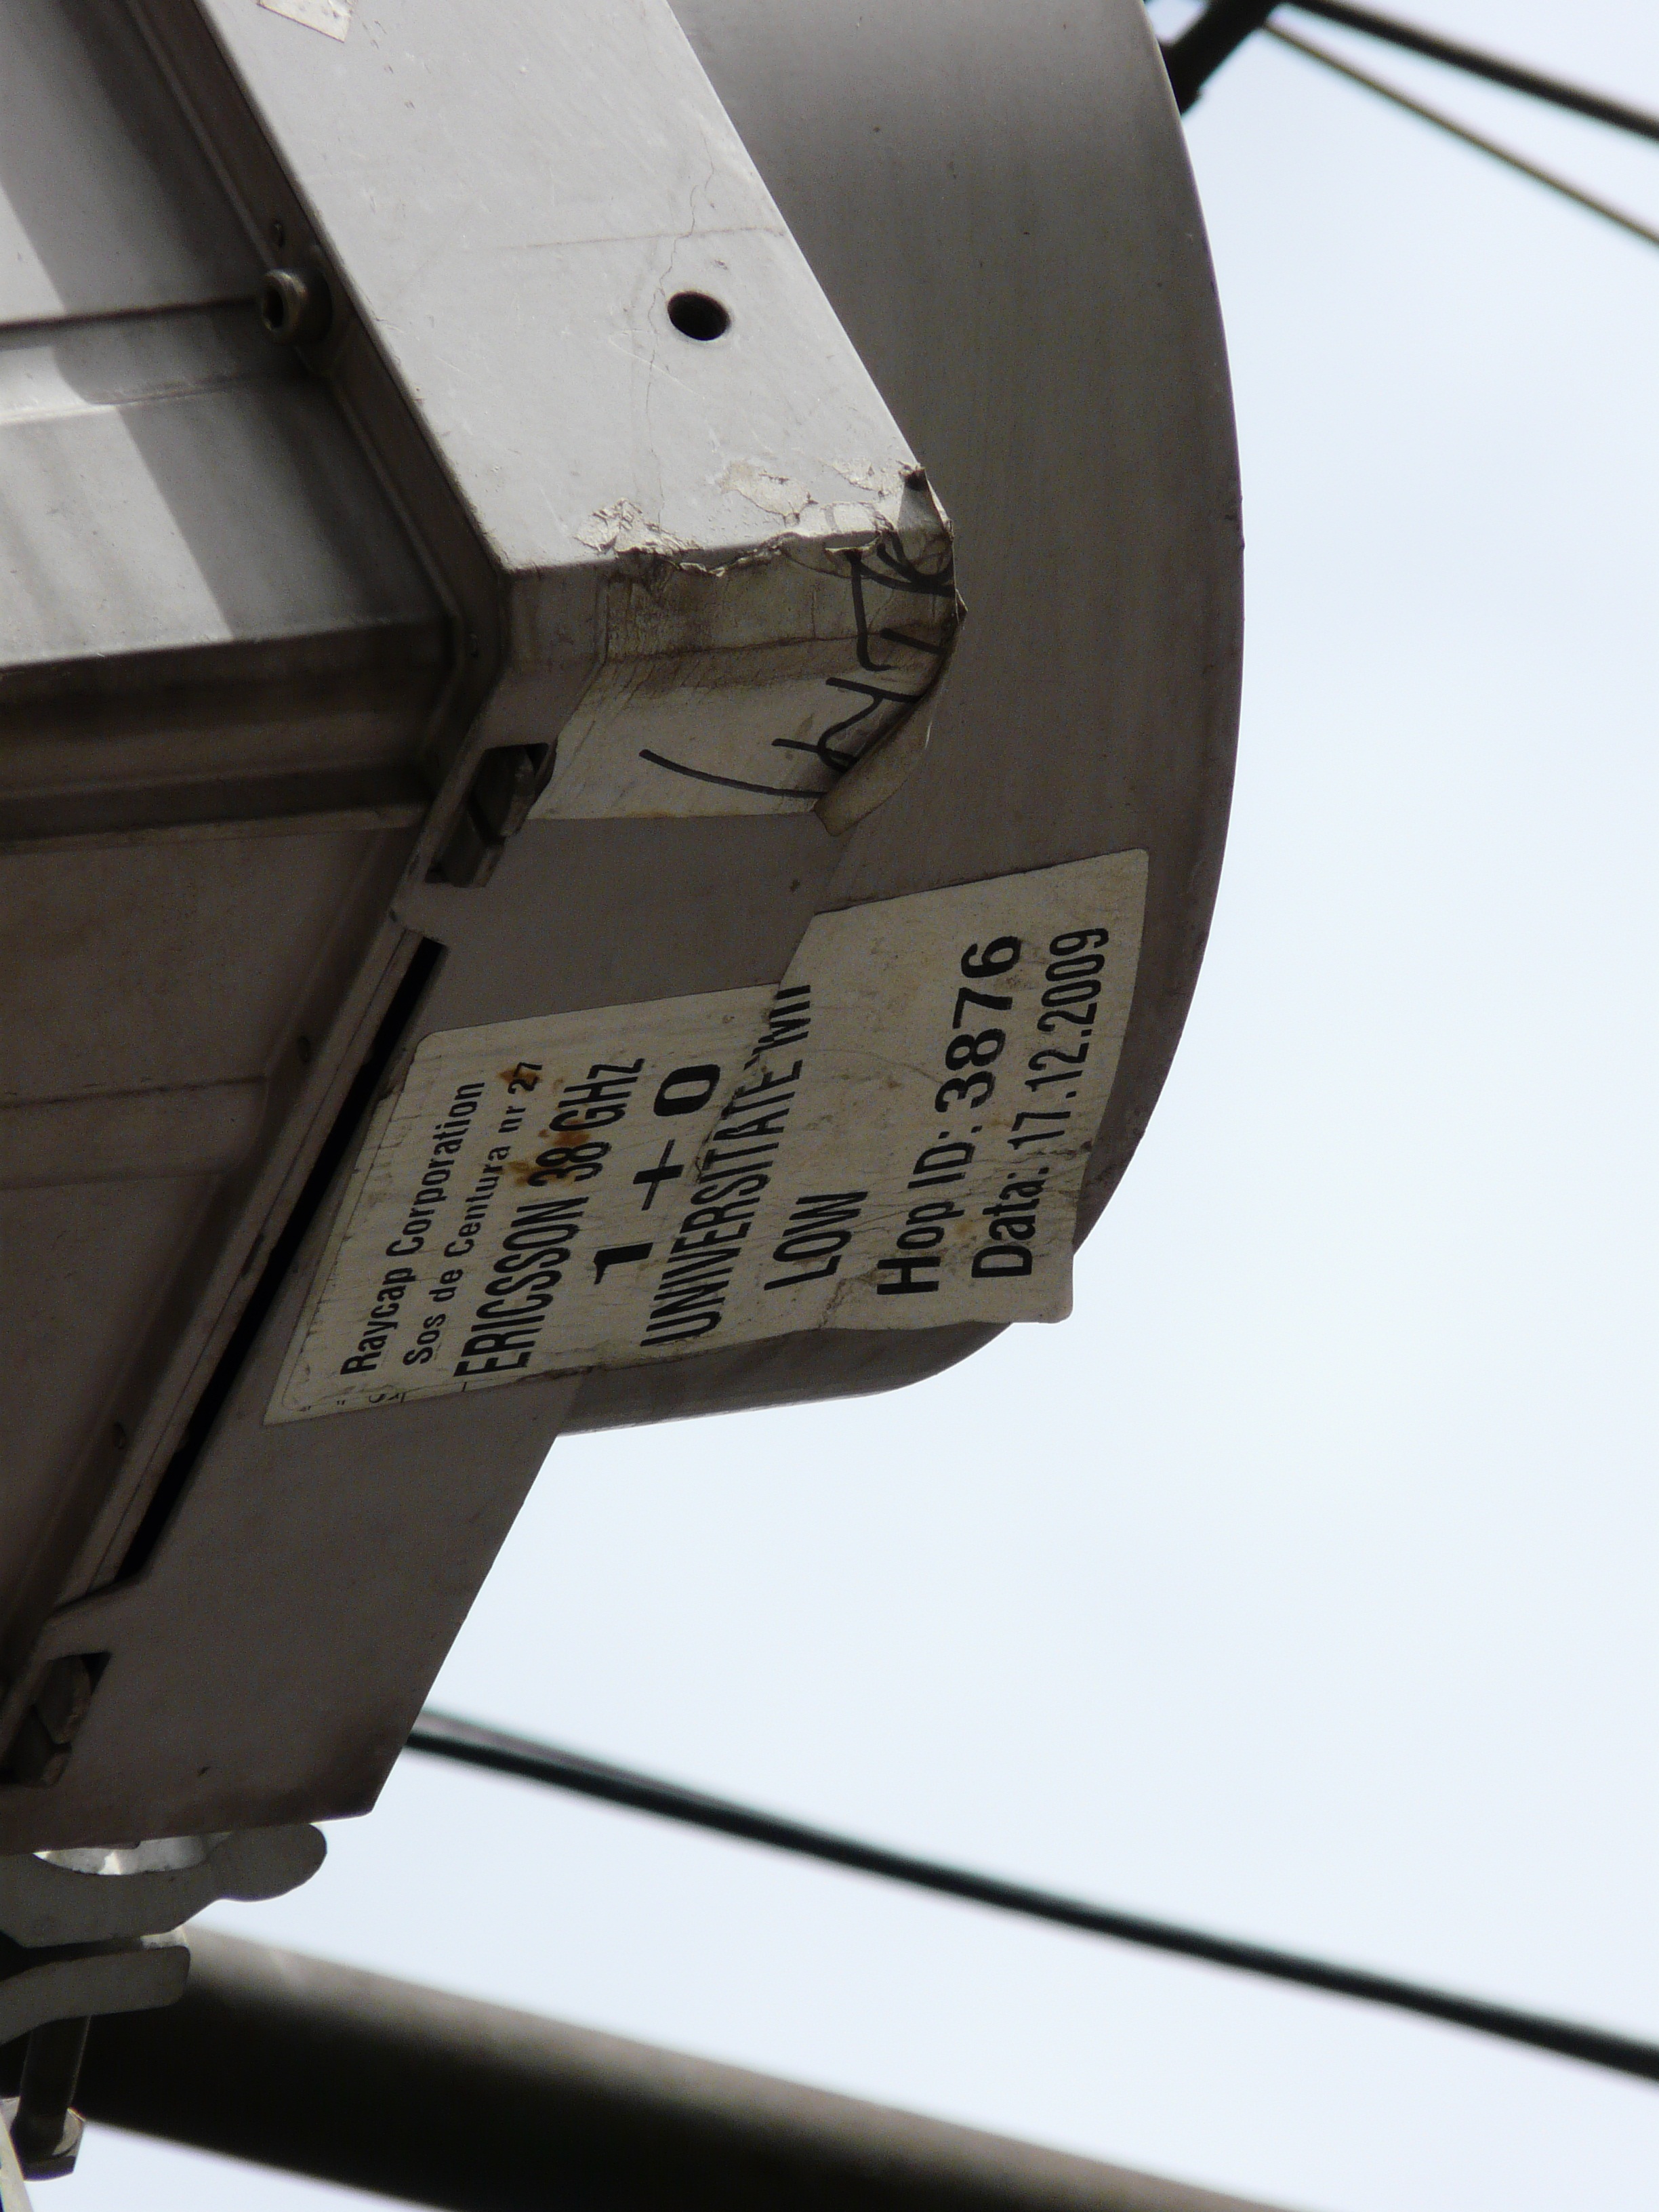 Raycap Corporation
Sos de Centura nr 27
ERICSSON 38 GHz
1 + 0
UNIVERSITATE
LOW
Hop ID: 3876
Data: 17.12.2009